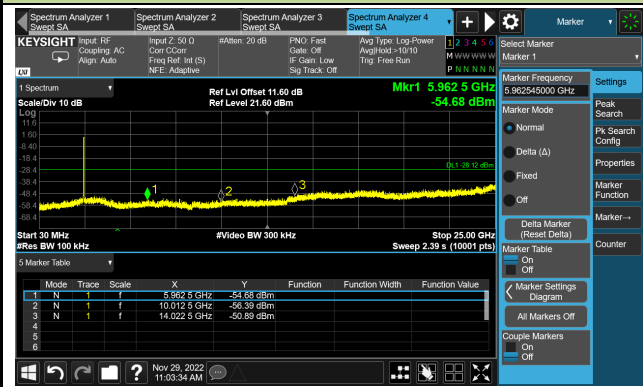 Spectrum Analyzer 1
Swept SA
Spectrum Analyzer 2
Swept SA
Spectrum Analyzer 3
Swept SA
Spectrum Analyzer 4
Swept SA
Marker
KEYSIGHT
LXI
Input: RF
Coupling: AC
Align: Auto
Input Z: 50 Ω
Corr CCorr
Freq Ref: Int (S)
NFE: Adaptive
#Atten: 20 dB
PNO: Fast
Gate: Off
IF Gain: Low
Sig Track: Off
Avg Type: Log-Power
Avg|Hold:>10/10
Trig: Free Run
1 2 3 4 5 6
M W W W W W
P N N N N N
Select Marker
Marker 1
1 Spectrum
Scale/Div 10 dB
Ref Lvl Offset 11.60 dB
Ref Level 21.60 dBm
Mkr1 5.962 5 GHz
-54.68 dBm
Log
11.6
1.60
-8.40
-18.4
-28.4
-38.4
-48.4
-58.4
-68.4
DL1 -28.12 dBm
1
2
3
Start 30 MHz
#Res BW 100 kHz
#Video BW 300 kHz
Stop 25.00 GHz
Sweep 2.39 s (10001 pts)
5 Marker Table
Mode Trace Scale X Y Function Function Width Function Value
1 N 1 f 5.962 5 GHz -54.68 dBm
2 N 1 f 10.012 5 GHz -56.39 dBm
3 N 1 f 14.022 5 GHz -50.89 dBm
4
5
6
Marker Frequency
5.962545000 GHz
Marker Mode
Normal
Delta (Δ)
Fixed
Off
Delta Marker
(Reset Delta)
Marker Table
On
Off
Marker Settings
Diagram
All Markers Off
Couple Markers
On
Off
Settings
Peak
Search
Pk Search
Config
Properties
Marker
Function
Marker→
Counter
?
Nov 29, 2022
11:03:34 AM